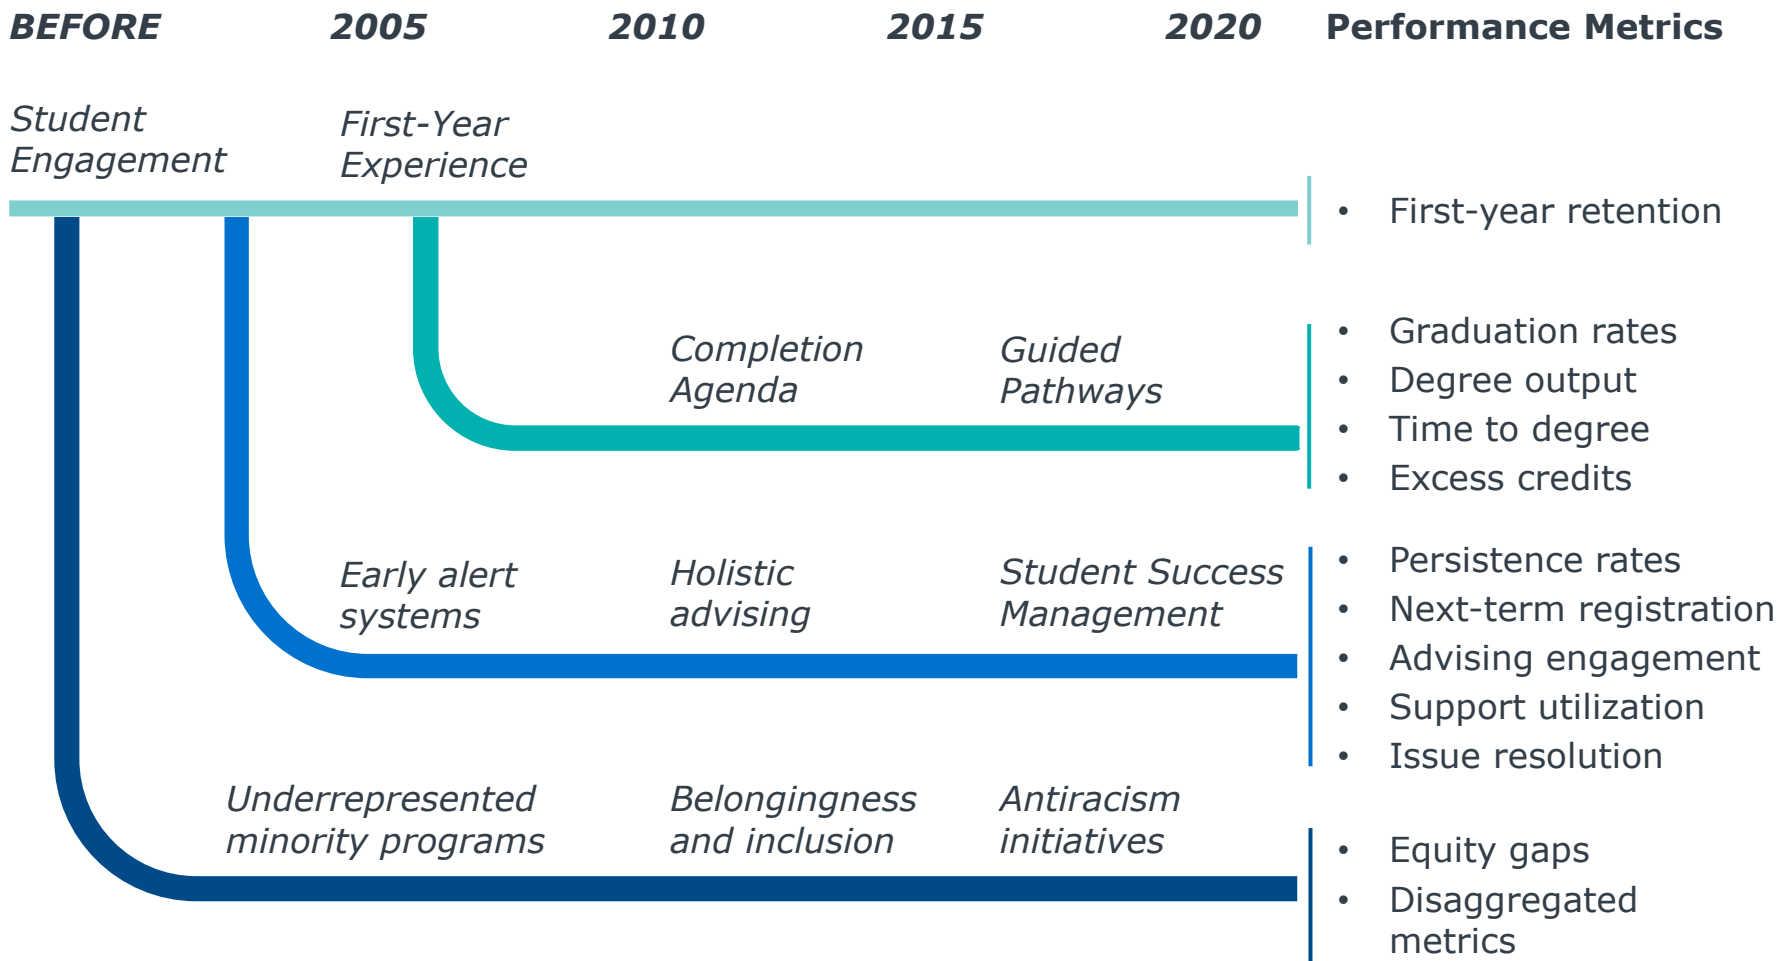 BEFORE 2005 2010 2015 2020 Performance Metrics
Student
Engagement
First-Year
Experience
• First-year retention
Completion
Agenda
Guided
Pathways
• Graduation rates
• Degree output
• Time to degree
• Excess credits
Early alert
systems
Holistic
advising
Student Success
Management
• Persistence rates
• Next-term registration
• Advising engagement
• Support utilization
• Issue resolution
Underrepresented
minority programs
Belongingness
and inclusion
Antiracism
initiatives
• Equity gaps
• Disaggregated
metrics